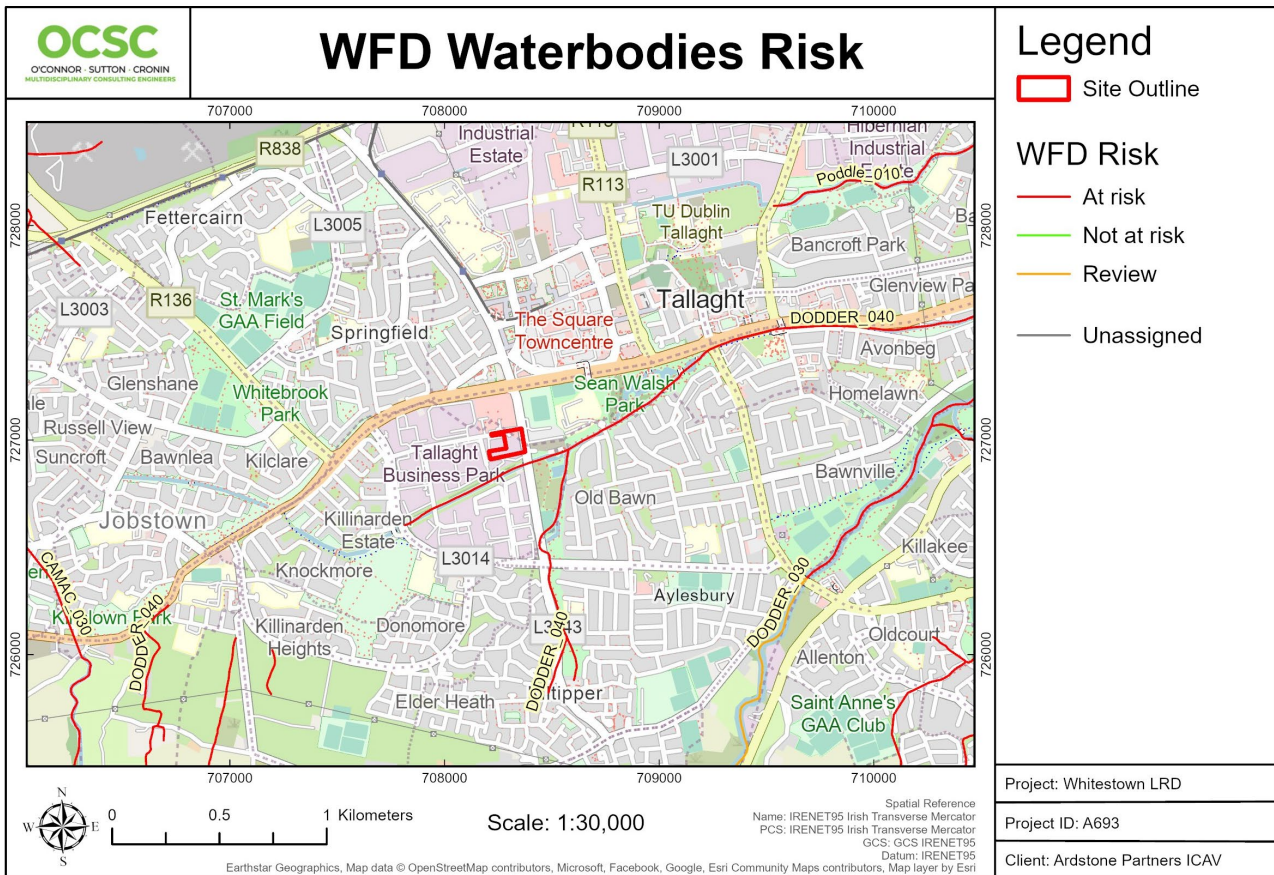 OCSC
O'CONNOR · SUTTON · CRONIN
MULTIDISCIPLINARY CONSULTING ENGINEERS
WFD Waterbodies Risk
Legend
Site Outline
WFD Risk
At risk
Not at risk
Review
Unassigned
707000
708000
709000
710000
728000
727000
726000
728000
727000
726000
Industrial
Estate
Hibernian
Industrial
R838
L3001
R113
Poddle_010
Fettercairn
L3005
TU Dublin
Tallaght
Bancroft Park
L3003
R136
St. Mark's
GAA Field
Springfield
Tallaght
Glenview
The Square
Towncentre
DODDER_040
Avonbeg
Glenshane
Whitebrook
Park
Sean Walsh
Park
Homelawn
Russell View
Suncroft
Bawnlea
Kilclare
Tallaght
Business Park
Bawnville
Old Bawn
Jobstown
Killinarden
Estate
Killakee
L3014
Knockmore
Aylesbury
CAMAC_030
DODDER_040
Killinarden
Heights
Donomore
DODDER_040
DODDER_030
Oldcourt
Allenton
Elder Heath
Saint Anne's
GAA Club
707000
708000
709000
710000
N
W
E
S
0
0.5
1 Kilometers
Scale: 1:30,000
Spatial Reference
Name: IRENET95 Irish Transverse Mercator
PCS: IRENET95 Irish Transverse Mercator
GCS: GCS IRENET95
Datum: IRENET95
Earthstar Geographics, Map data © OpenStreetMap contributors, Microsoft, Facebook, Google, Esri Community Maps contributors, Map layer by Esri
Project: Whitestown LRD
Project ID: A693
Client: Ardstone Partners ICAV